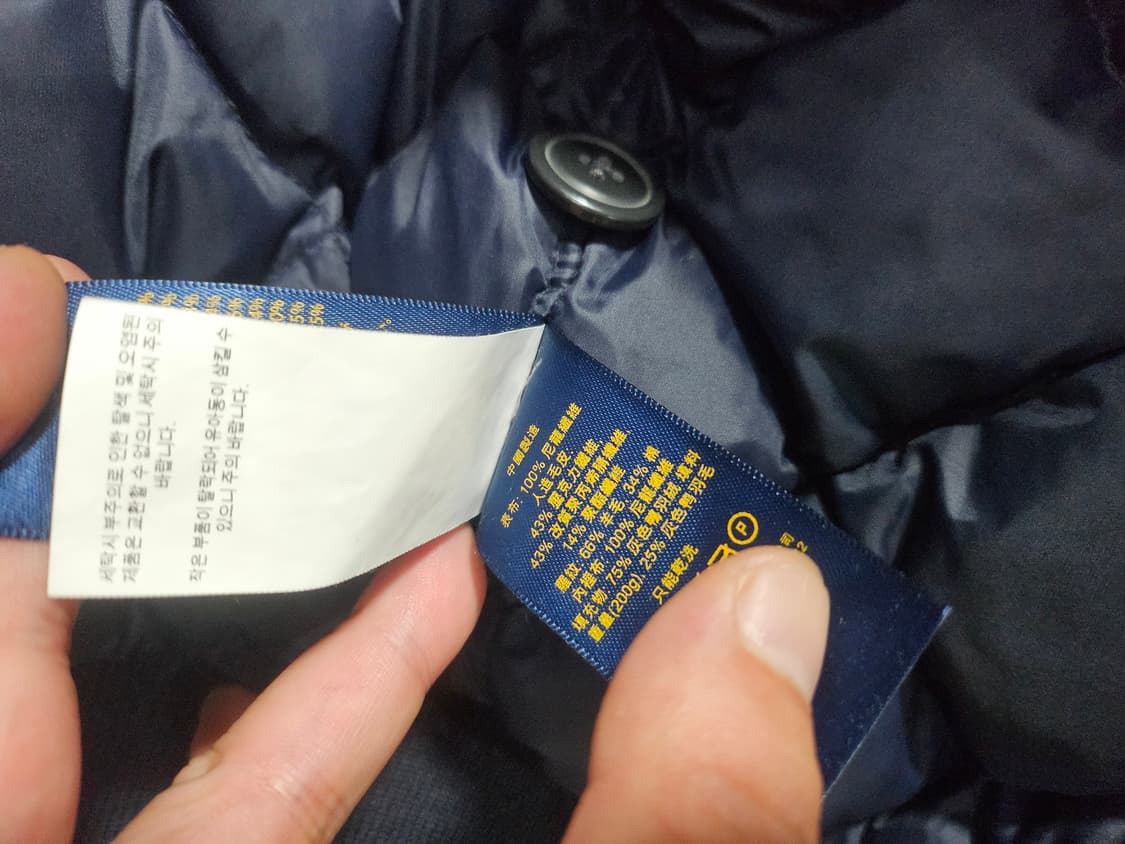 세탁시 부주의로 인한 탈색 및 오염된
제품은 교환할 수 없으니 세탁시 주의
바랍니다.
작은 부품이 탈락되어 유아동이 삼킬 수
있으니 주의 바랍니다.
中國製造
表布: 100% 尼龍纖維
人造毛皮
43% 壓克力纖維
43% 改質聚丙烯腈纖維
14% 聚酯纖維
66% 羊毛, 34% 棉
內裡布 100% 尼龍纖維
填充物 75% 灰色鴨羽絨 填料
重量(200g), 25% 灰色鴨羽毛
只能乾洗
P